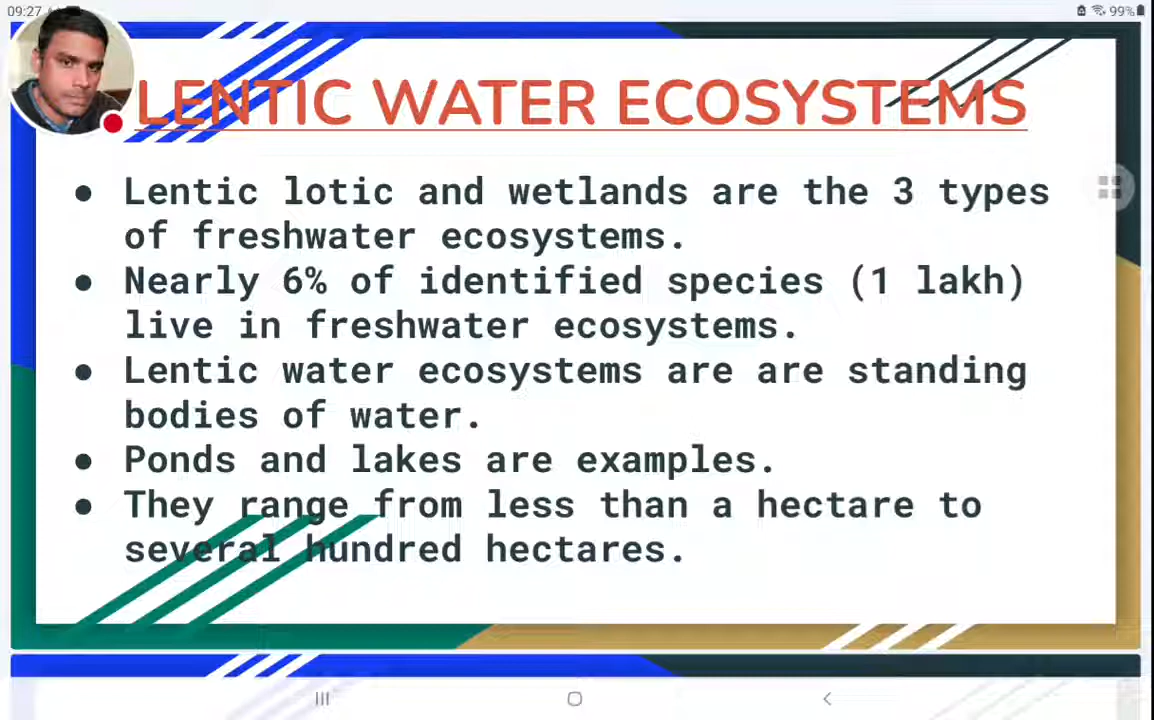 09:27
99%
LENTIC WATER ECOSYSTEMS
● Lentic lotic and wetlands are the 3 types
of freshwater ecosystems.
● Nearly 6% of identified species (1 lakh)
live in freshwater ecosystems.
● Lentic water ecosystems are are standing
bodies of water.
● Ponds and lakes are examples.
● They range from less than a hectare to
several hundred hectares.